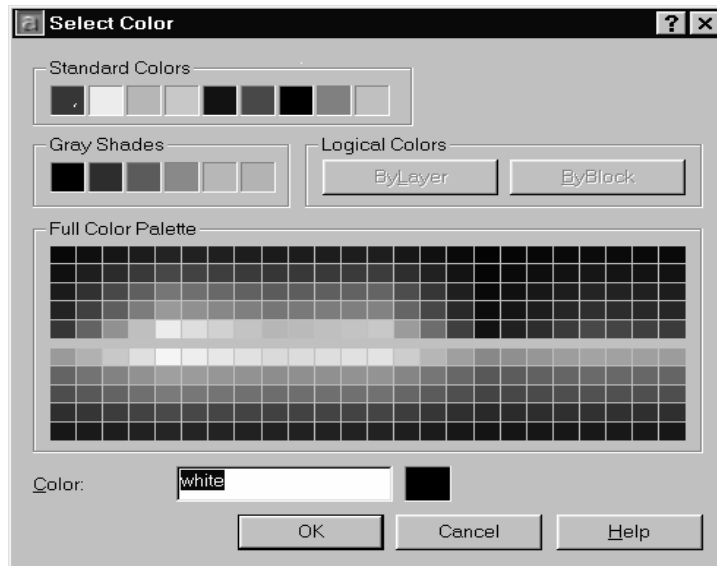 a Select Color ? ×
Standard Colors
Gray Shades
Logical Colors
ByLayer
ByBlock
Full Color Palette
Color:
white
OK
Cancel
Help